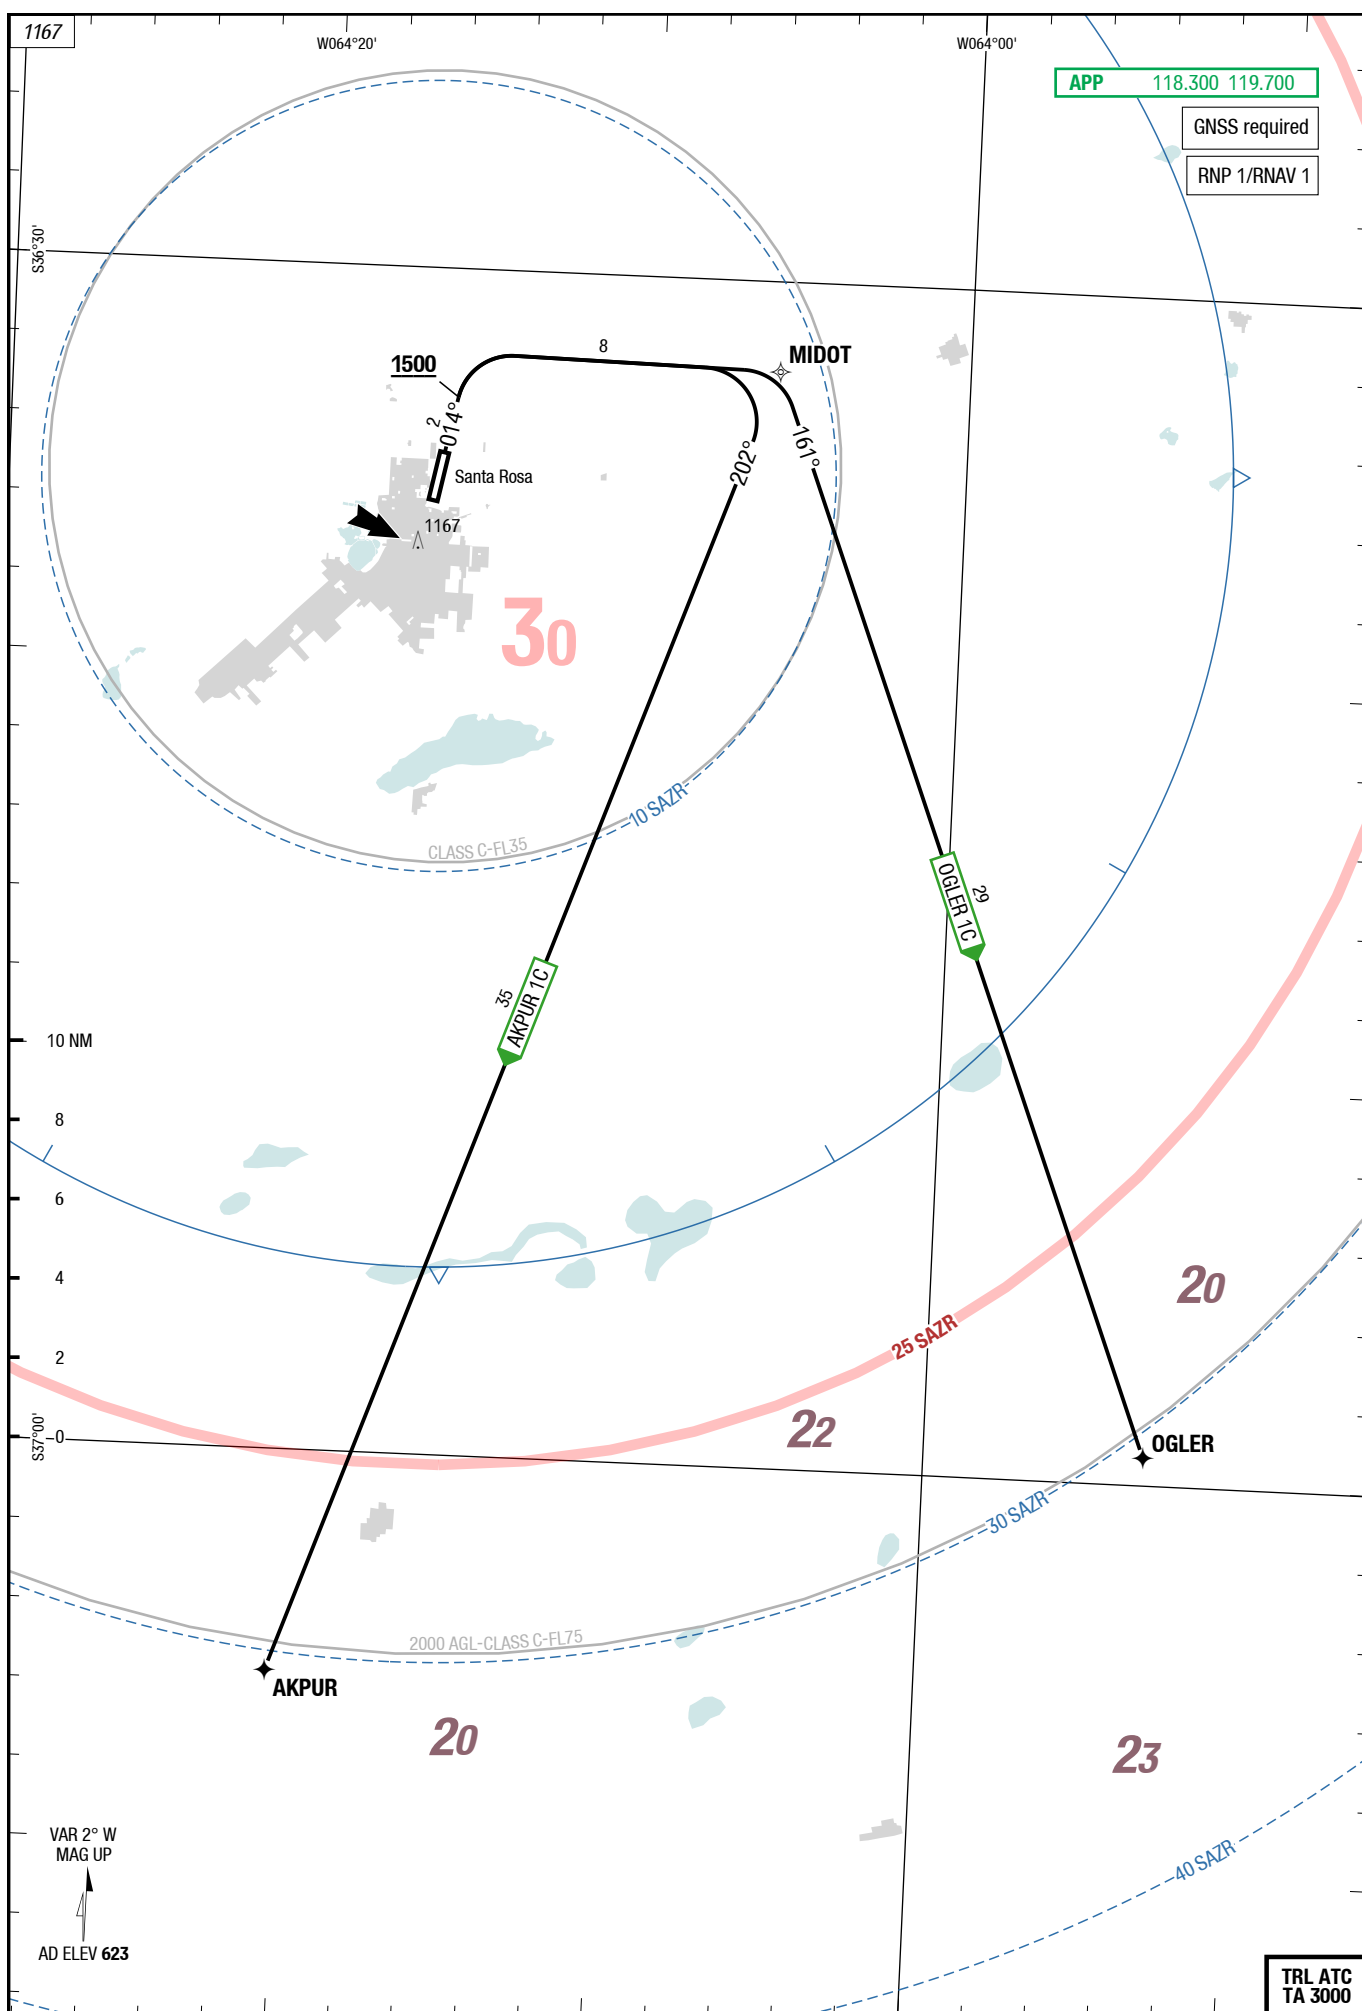 1167
W064°20'
W064°00'
APP 118.300 119.700
GNSS required
RNP 1/RNAV 1
S36°30'
8
MIDOT
1500
2
014°
Santa Rosa
202°
161°
1167
30
10 SAZR
CLASS C-FL35
OGLER 1C
29
35
AKPUR 1C
10 NM
8
6
4
2
0
S37°00'
20
25 SAZR
22
OGLER
30 SAZR
2000 AGL-CLASS C-FL75
AKPUR
20
23
VAR 2° W
MAG UP
40 SAZR
AD ELEV 623
TRL ATC
TA 3000